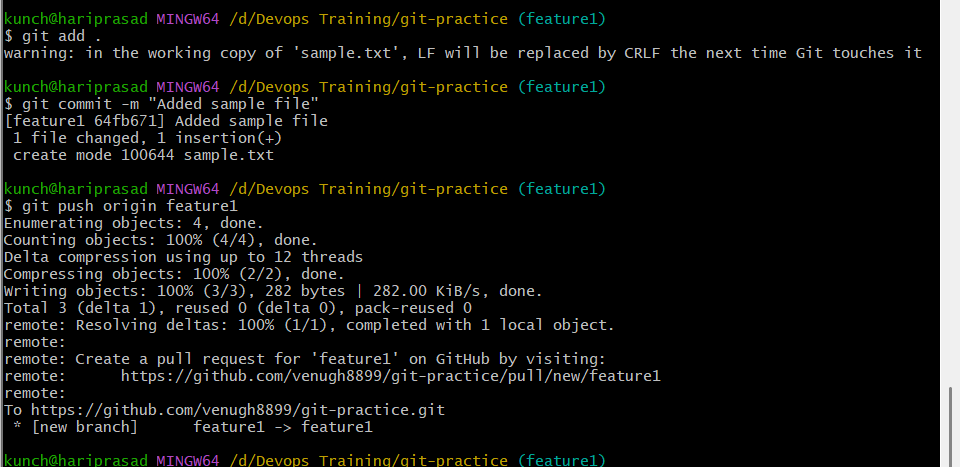 kunch@hariprasad MINGW64 /d/Devops Training/git-practice (feature1)
$ git add .
warning: in the working copy of 'sample.txt', LF will be replaced by CRLF the next time Git touches it
kunch@hariprasad MINGW64 /d/Devops Training/git-practice (feature1)
$ git commit -m "Added sample file"
[feature1 64fb671] Added sample file
 1 file changed, 1 insertion(+)
 create mode 100644 sample.txt
kunch@hariprasad MINGW64 /d/Devops Training/git-practice (feature1)
$ git push origin feature1
Enumerating objects: 4, done.
Counting objects: 100% (4/4), done.
Delta compression using up to 12 threads
Compressing objects: 100% (2/2), done.
Writing objects: 100% (3/3), 282 bytes | 282.00 KiB/s, done.
Total 3 (delta 1), reused 0 (delta 0), pack-reused 0
remote: Resolving deltas: 100% (1/1), completed with 1 local object.
remote:
remote: Create a pull request for 'feature1' on GitHub by visiting:
remote:      https://github.com/venugh8899/git-practice/pull/new/feature1
remote:
To https://github.com/venugh8899/git-practice.git
 * [new branch]      feature1 -> feature1
kunch@hariprasad MINGW64 /d/Devops Training/git-practice (feature1)